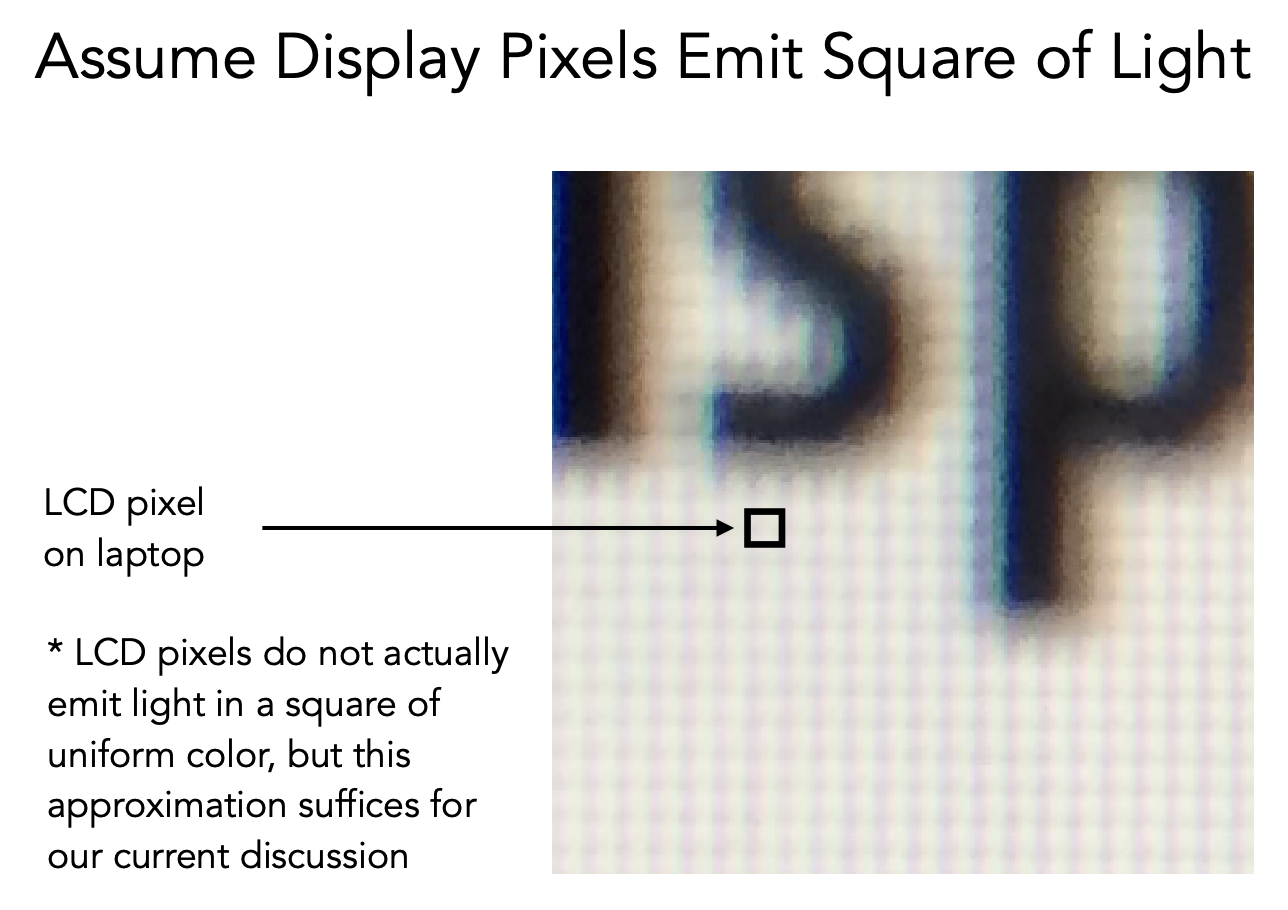 Assume Display Pixels Emit Square of Light
isp
LCD pixel
on laptop
* LCD pixels do not actually
emit light in a square of
uniform color, but this
approximation suffices for
our current discussion